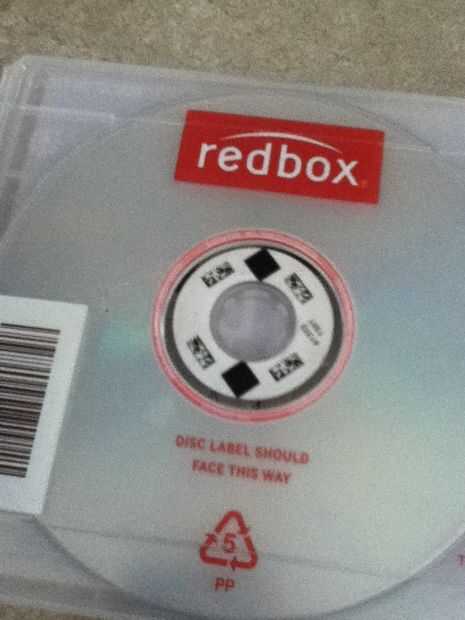 redbox
DISC LABEL SHOULD
FACE THIS WAY
5
PP